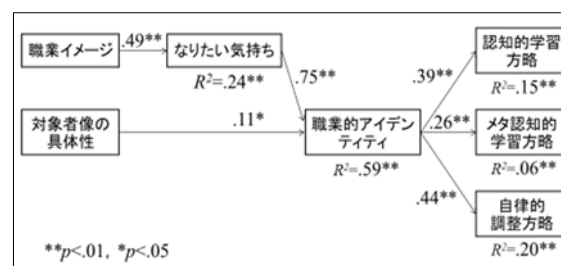 職業イメージ
.49**
なりたい気持ち
R²=.24**
.75**
対象者像の
具体性
.11*
職業的アイデン
ティティ
R²=.59**
.39**
認知的学習
方略
R²=.15**
.26**
メタ認知的
学習方略
R²=.06**
.44**
自律的
調整方略
R²=.20**
**p<.01, *p<.05